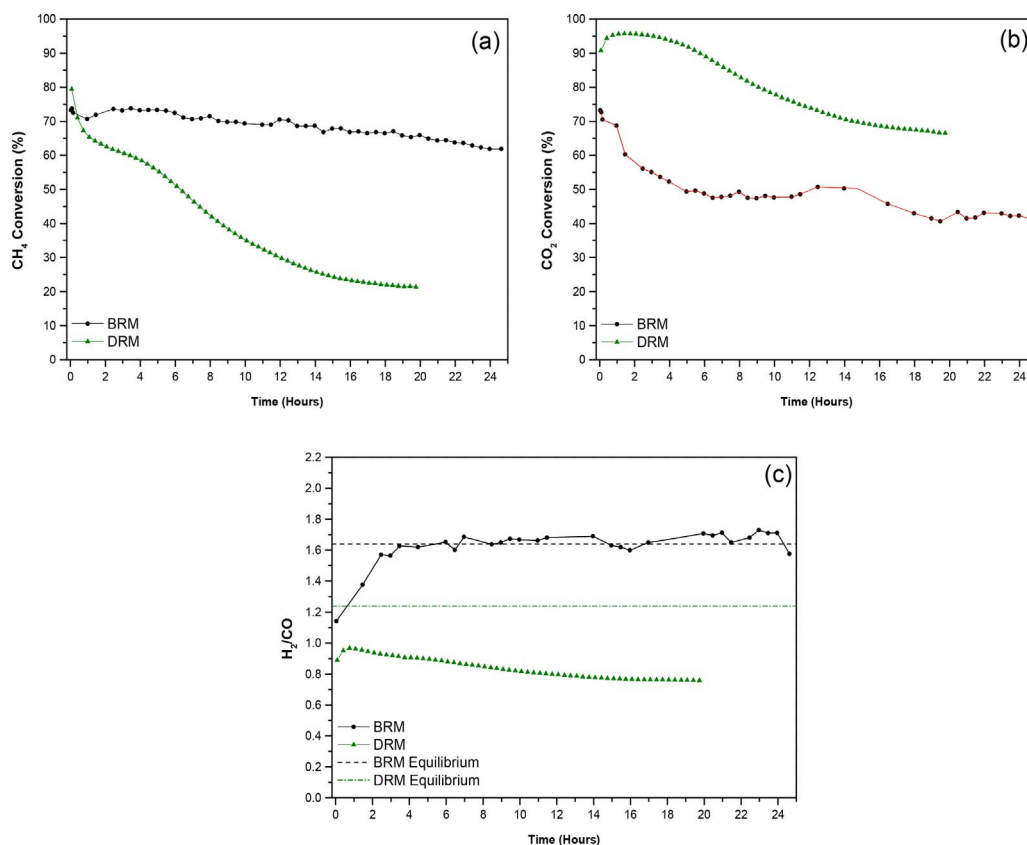 (a)
CH4 Conversion (%)
100
90
80
70
60
50
40
30
20
10
0
BRM
DRM
0 2 4 6 8 10 12 14 16 18 20 22 24
Time (Hours)
(b)
CO2 Conversion (%)
100
90
80
70
60
50
40
30
20
10
0
BRM
DRM
0 2 4 6 8 10 12 14 16 18 20 22 24
Time (Hours)
(c)
H2/CO
2.2
2.0
1.8
1.6
1.4
1.2
1.0
0.8
0.6
0.4
0.2
0.0
BRM
DRM
BRM Equilibrium
DRM Equilibrium
0 2 4 6 8 10 12 14 16 18 20 22 24
Time (Hours)